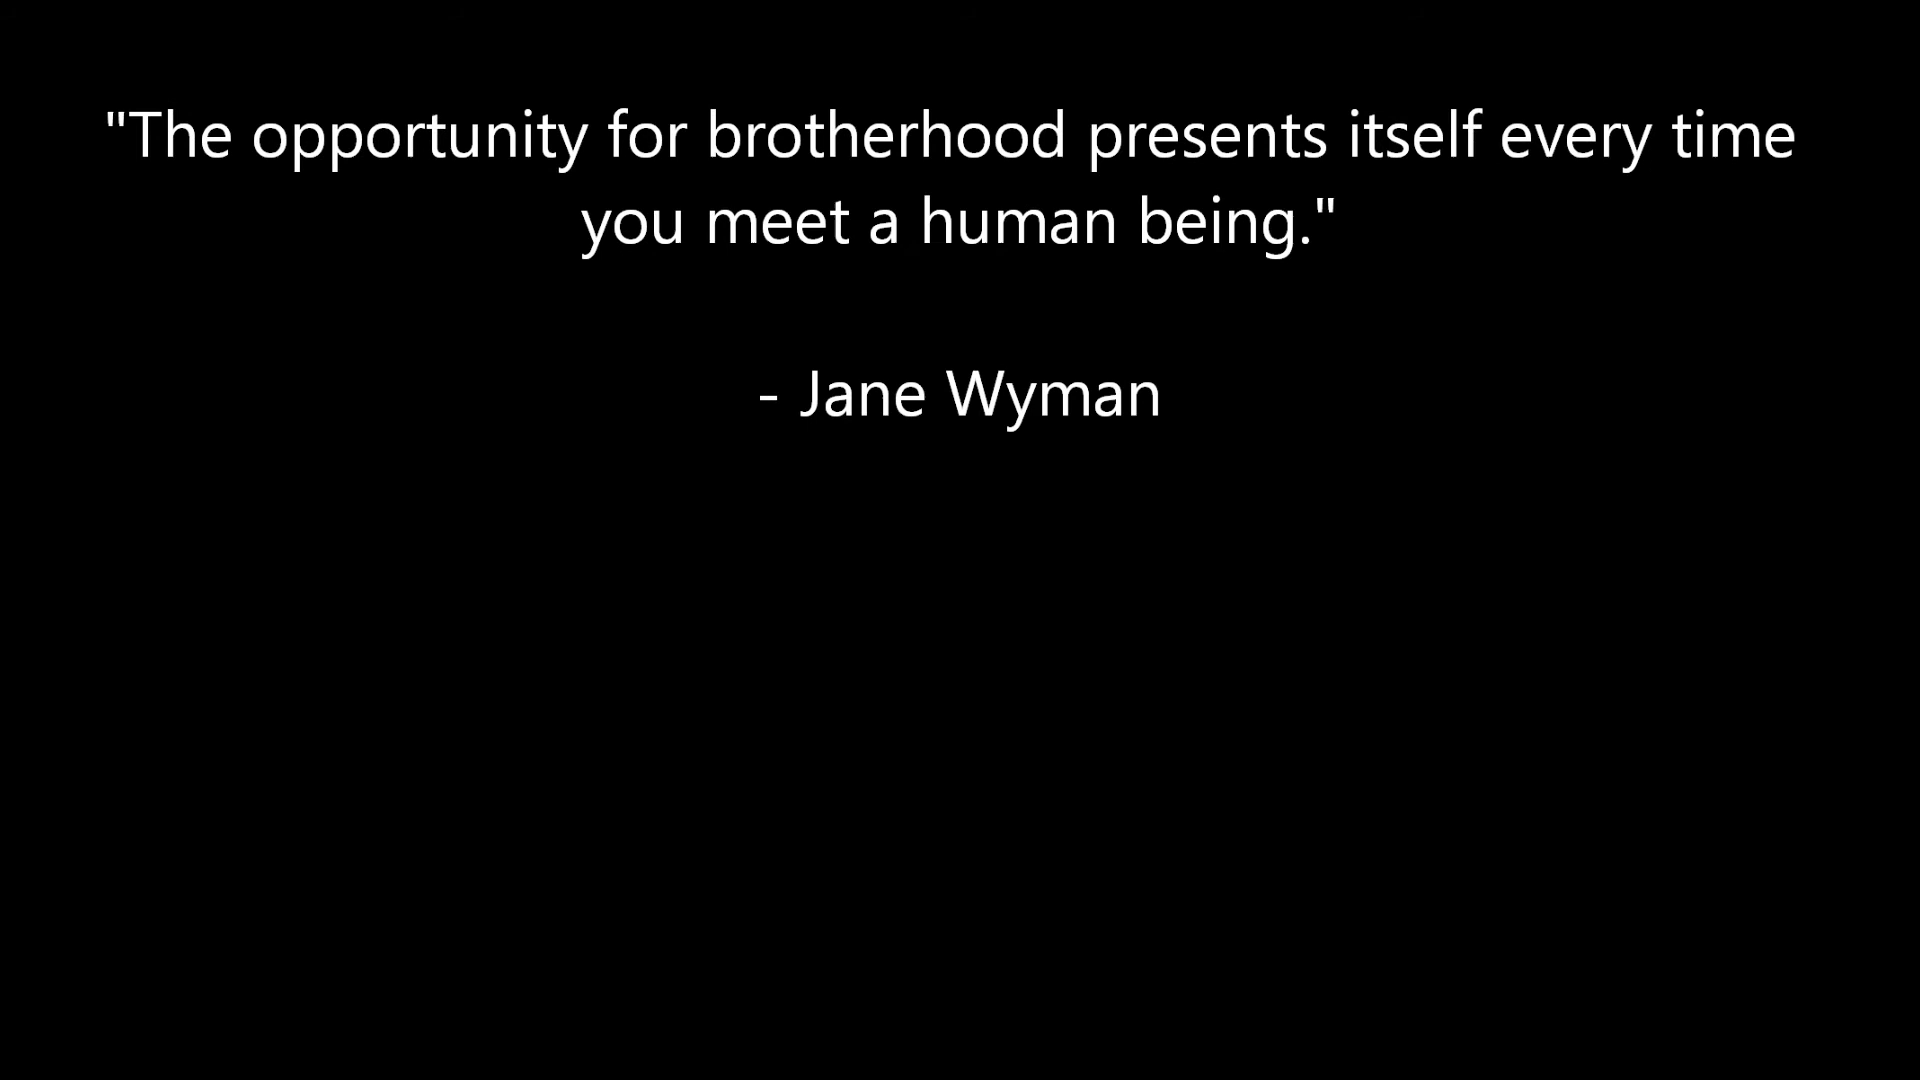 "The opportunity for brotherhood presents itself every time
you meet a human being."
- Jane Wyman